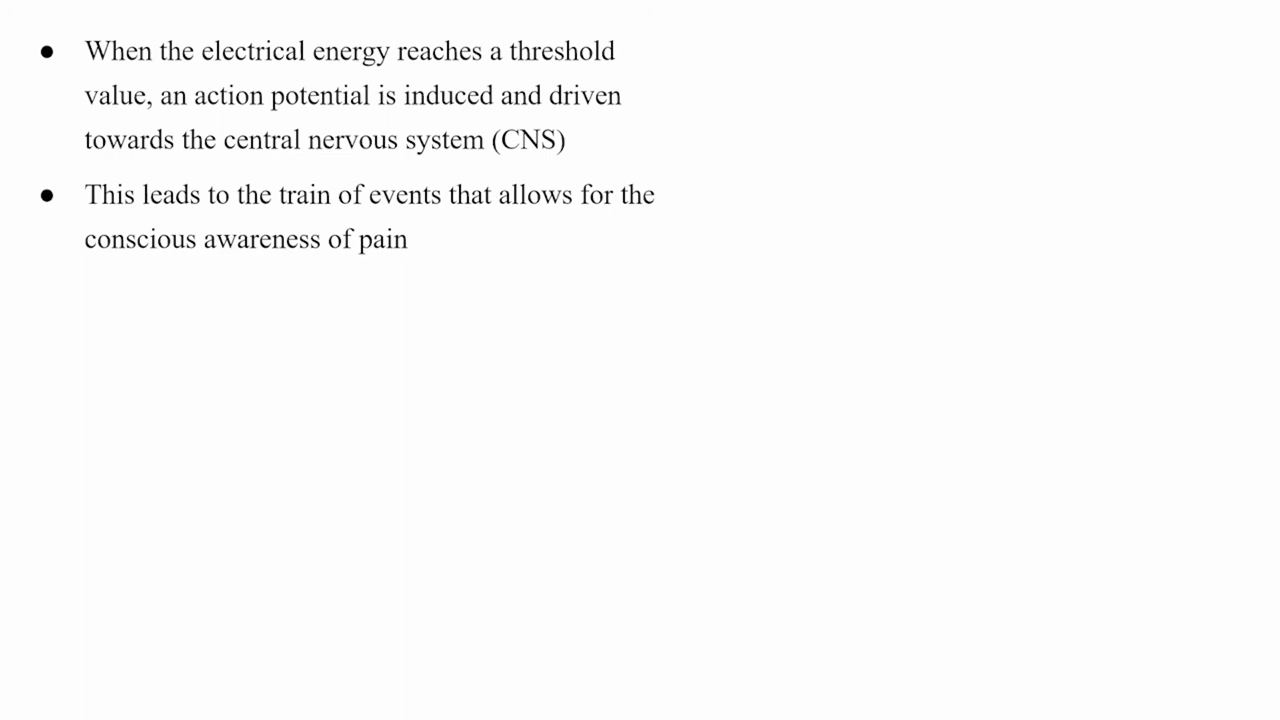 ● When the electrical energy reaches a threshold
value, an action potential is induced and driven
towards the central nervous system (CNS)
● This leads to the train of events that allows for the
conscious awareness of pain